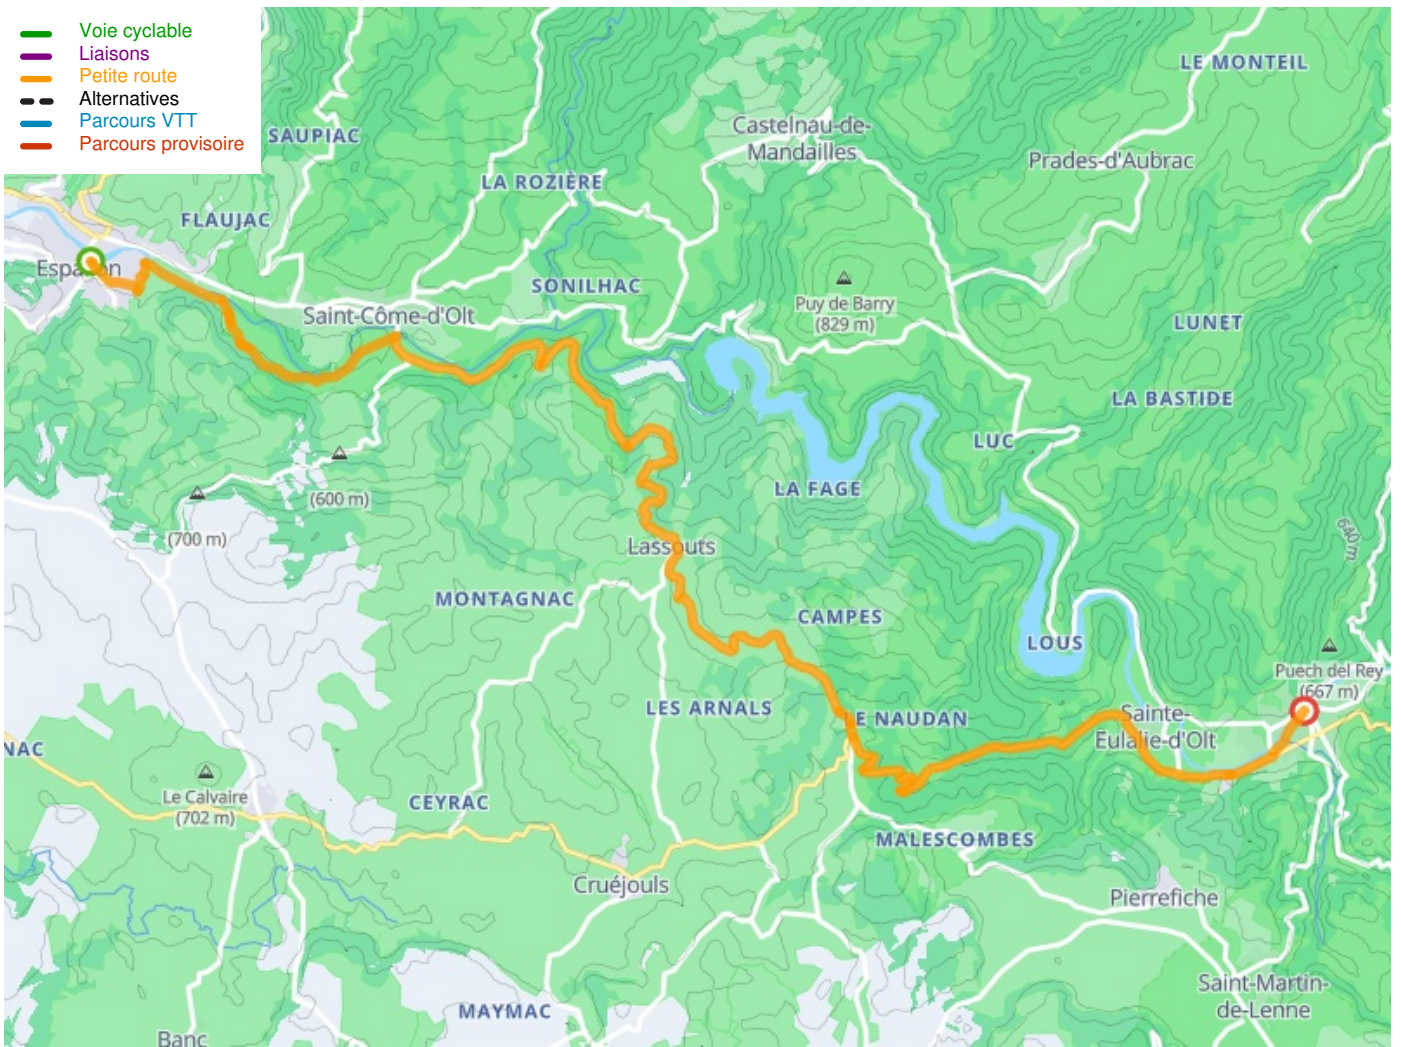 Voie cyclable
Liaisons
Petite route
Alternatives
Parcours VTT
Parcours provisoire
LE MONTEIL
SAUPIAC
Castelnau-de-
Mandailles
Prades-d'Aubrac
LA ROZIÈRE
FLAUJAC
Espalion
SONILHAC
Puy de Barry
(829 m)
Saint-Côme-d'Olt
LUNET
LA BASTIDE
LUC
LA FAGE
(600 m)
(700 m)
640 m
Lassouts
MONTAGNAC
CAMPES
LOUS
Puech del Rey
(667 m)
LES ARNALS
LE NAUDAN
Sainte-
Eulalie-d'Olt
NAC
Le Calvaire
(702 m)
CEYRAC
MALESCOMBES
Cruéjouls
Pierrefiche
Saint-Martin-
de-Lenne
MAYMAC
Banc